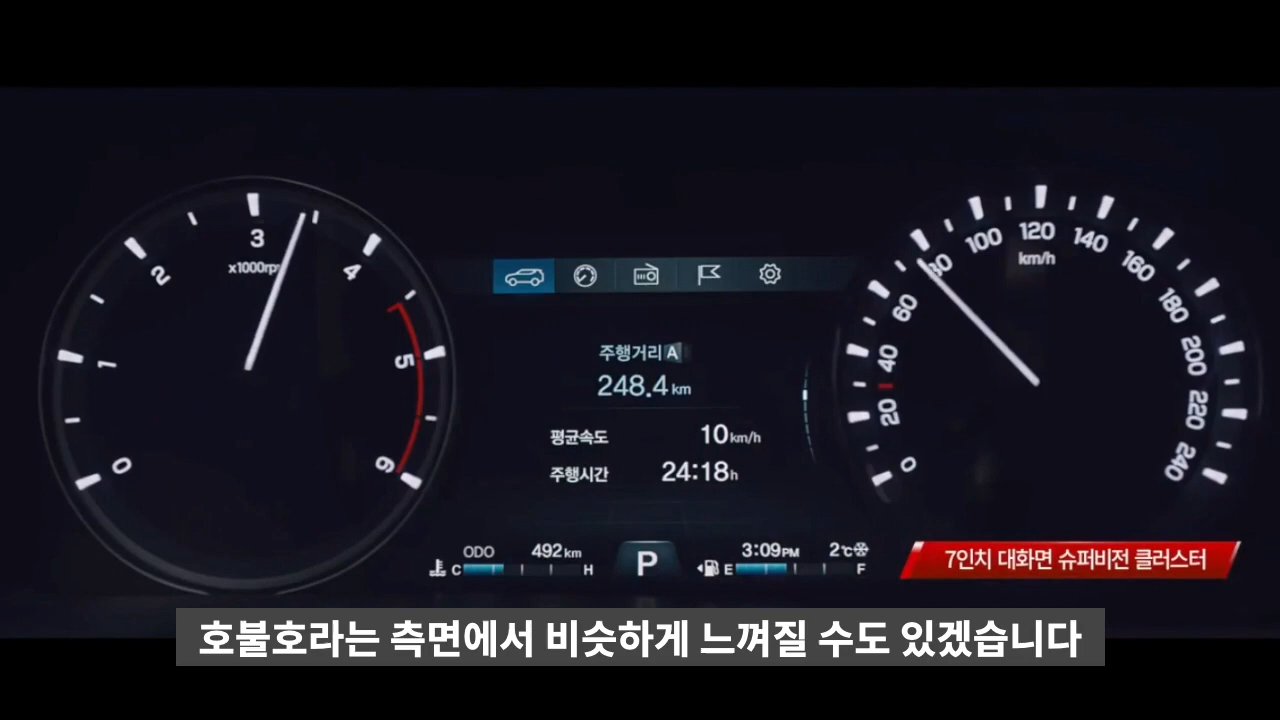 0
1
2
3
4
5
6
x1000rpm
주행거리 A
248.4 km
평균속도 10 km/h
주행시간 24:18 h
ODO 492 km
C H
P
3:09 PM 2℃
E F
0
20
40
60
80
100
120
140
160
180
200
220
240
km/h
7인치 대화면 슈퍼비전 클러스터
호불호라는 측면에서 비슷하게 느껴질 수도 있겠습니다